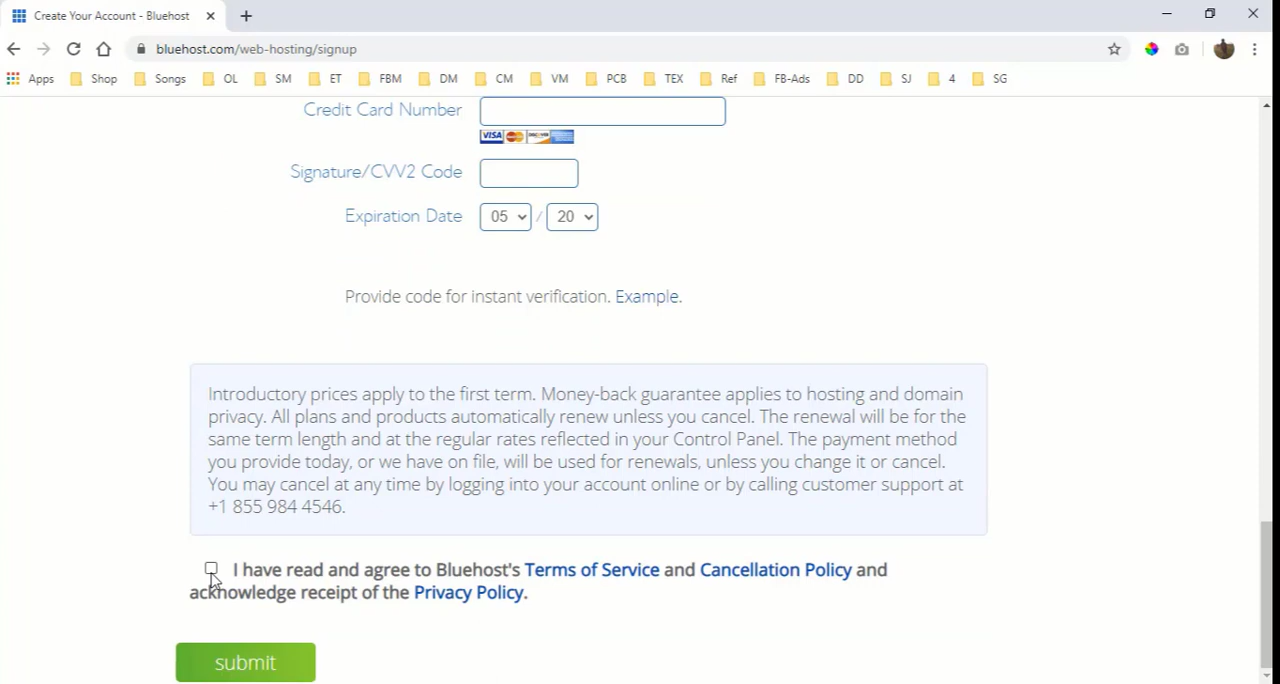 Create Your Account - Bluehost
bluehost.com/web-hosting/signup
Apps Shop Songs OL SM ET FBM DM CM VM PCB TEX Ref FB-Ads DD SJ 4 SG
Credit Card Number
VISA DISCOVER
Signature/CVV2 Code
Expiration Date 05 / 20
Provide code for instant verification. Example.
Introductory prices apply to the first term. Money-back guarantee applies to hosting and domain
privacy. All plans and products automatically renew unless you cancel. The renewal will be for the
same term length and at the regular rates reflected in your Control Panel. The payment method
you provide today, or we have on file, will be used for renewals, unless you change it or cancel.
You may cancel at any time by logging into your account online or by calling customer support at
+1 855 984 4546.
I have read and agree to Bluehost's Terms of Service and Cancellation Policy and
acknowledge receipt of the Privacy Policy.
submit